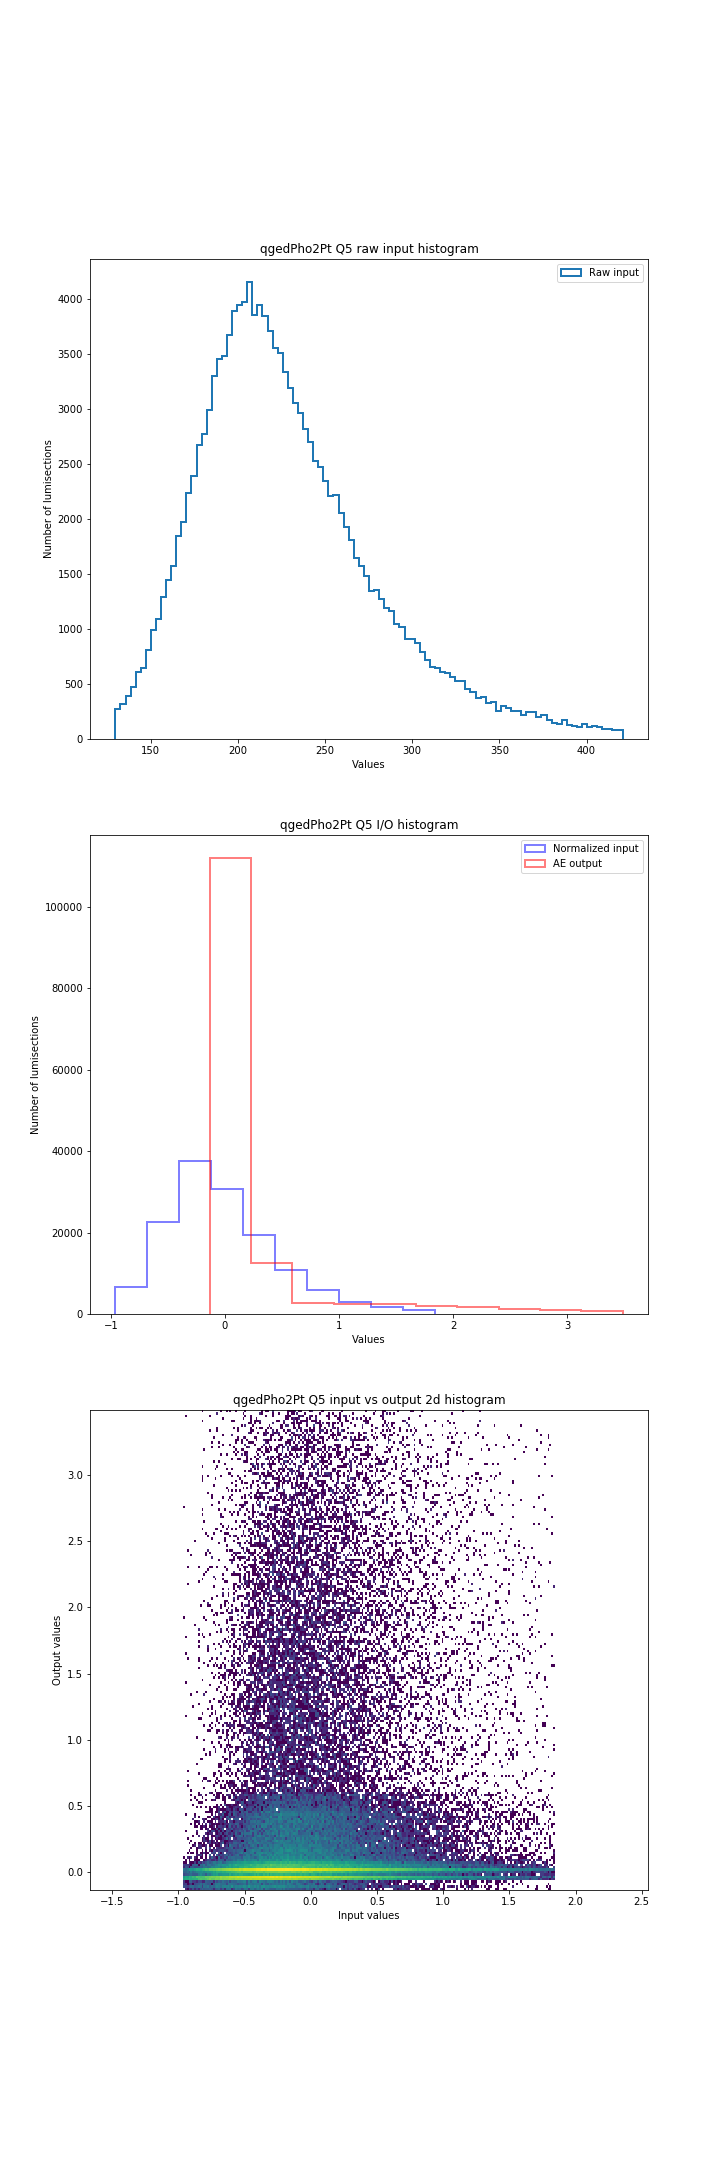 qgedPho2Pt Q5 raw input histogram
Raw input
4000
3500
3000
2500
2000
1500
1000
500
0
Number of lumisections
150 200 250 300 350 400
Values
qgedPho2Pt Q5 I/O histogram
Normalized input
AE output
100000
80000
60000
40000
20000
0
Number of lumisections
−1 0 1 2 3
Values
qgedPho2Pt Q5 input vs output 2d histogram
3.0
2.5
2.0
1.5
1.0
0.5
0.0
Output values
−1.5 −1.0 −0.5 0.0 0.5 1.0 1.5 2.0 2.5
Input values